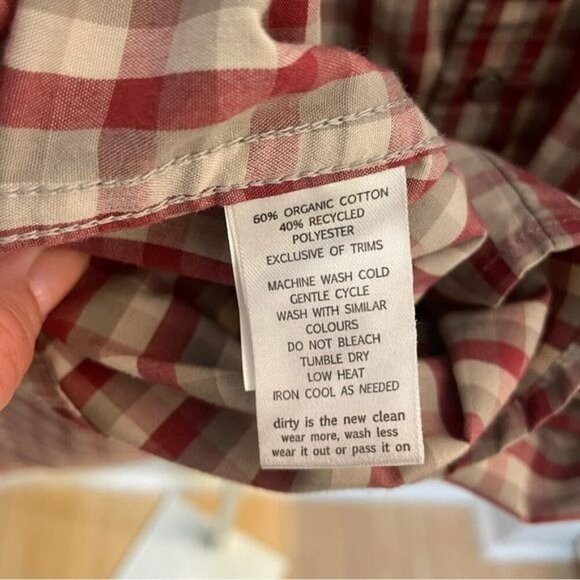 60% ORGANIC COTTON
40% RECYCLED
POLYESTER
EXCLUSIVE OF TRIMS
MACHINE WASH COLD
GENTLE CYCLE
WASH WITH SIMILAR
COLOURS
DO NOT BLEACH
TUMBLE DRY
LOW HEAT
IRON COOL AS NEEDED
dirty is the new clean
wear more, wash less
wear it out or pass it on